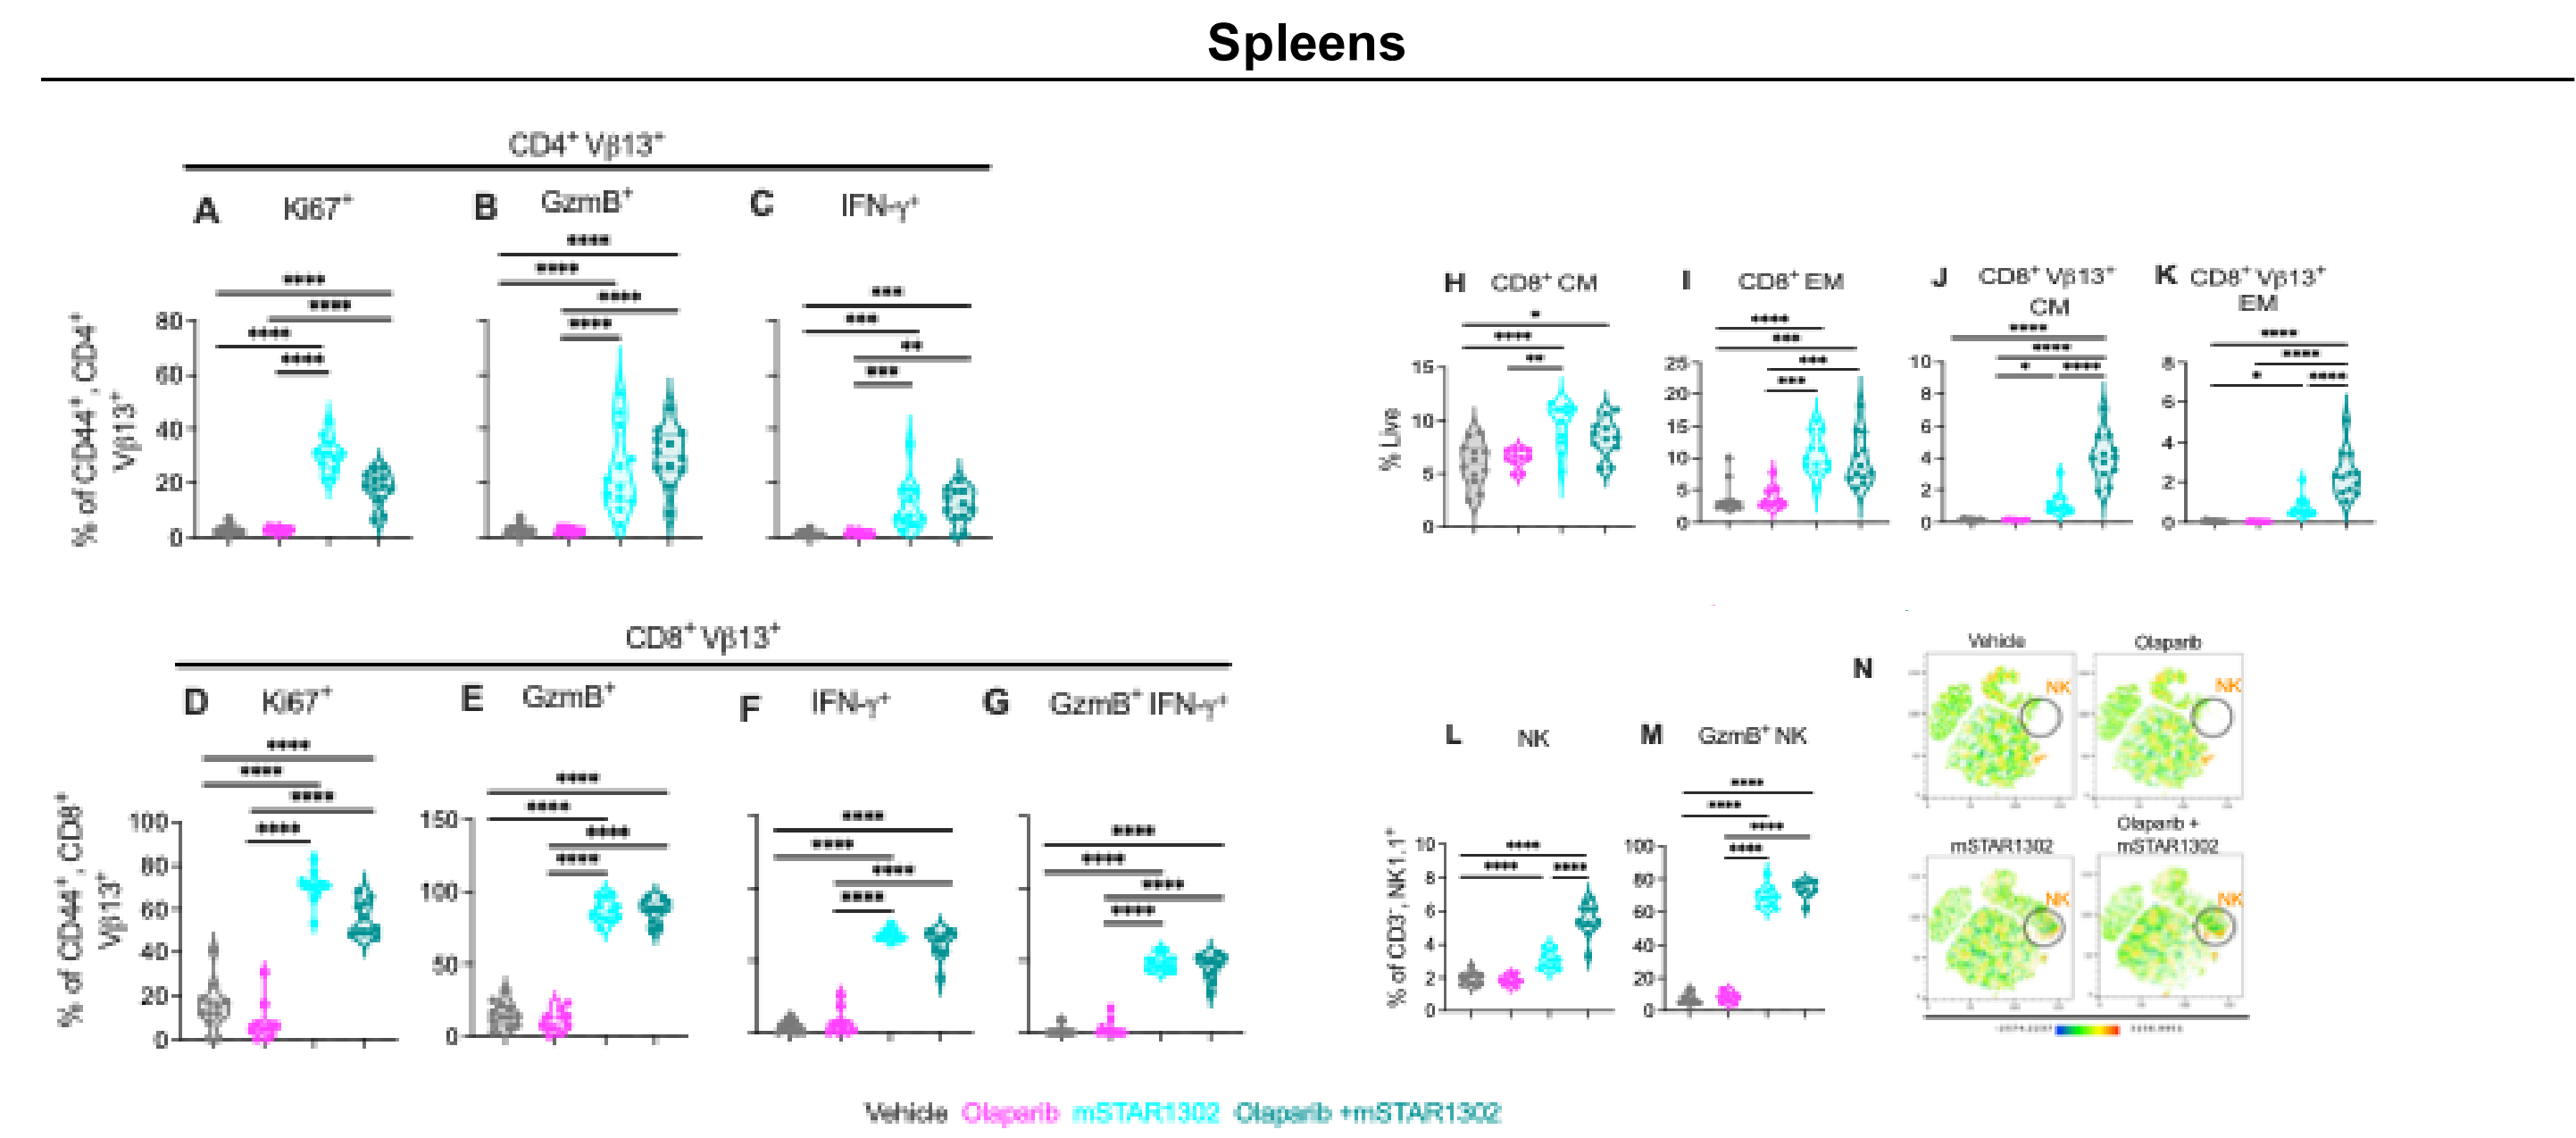 Spleens
CD4⁺ Vβ13⁺
A Ki67⁺
B GzmB⁺
C IFN-γ⁺
**** **** **** ****
**** **** **** ****
*** *** ** ***
% of CD44⁺, CD4⁺
Vβ13⁺
80
60
40
20
0
H CD8⁺ CM
I CD8⁺ EM
J CD8⁺ Vβ13⁺
CM
K CD8⁺ Vβ13⁺
EM
* **** **
**** *** *** ***
**** **** * ****
**** **** * ****
% Live
15
10
5
0
25
20
15
10
5
0
10
8
6
4
2
0
8
6
4
2
0
CD8⁺ Vβ13⁺
D Ki67⁺
E GzmB⁺
F IFN-γ⁺
G GzmB⁺ IFN-γ⁺
**** **** **** ****
**** **** **** ****
**** **** **** ****
**** **** **** ****
% of CD44⁺, CD8⁺
Vβ13⁺
100
80
60
40
20
0
150
100
50
0
L NK
M GzmB⁺ NK
**** **** ****
**** **** **** ****
% of CD3⁻, NK1.1⁺
10
8
6
4
2
0
100
80
60
40
20
0
N
Vehicle
Olaparib
NK
NK
mSTAR1302
Olaparib +
mSTAR1302
NK
NK
Vehicle Olaparib mSTAR1302 Olaparib +mSTAR1302